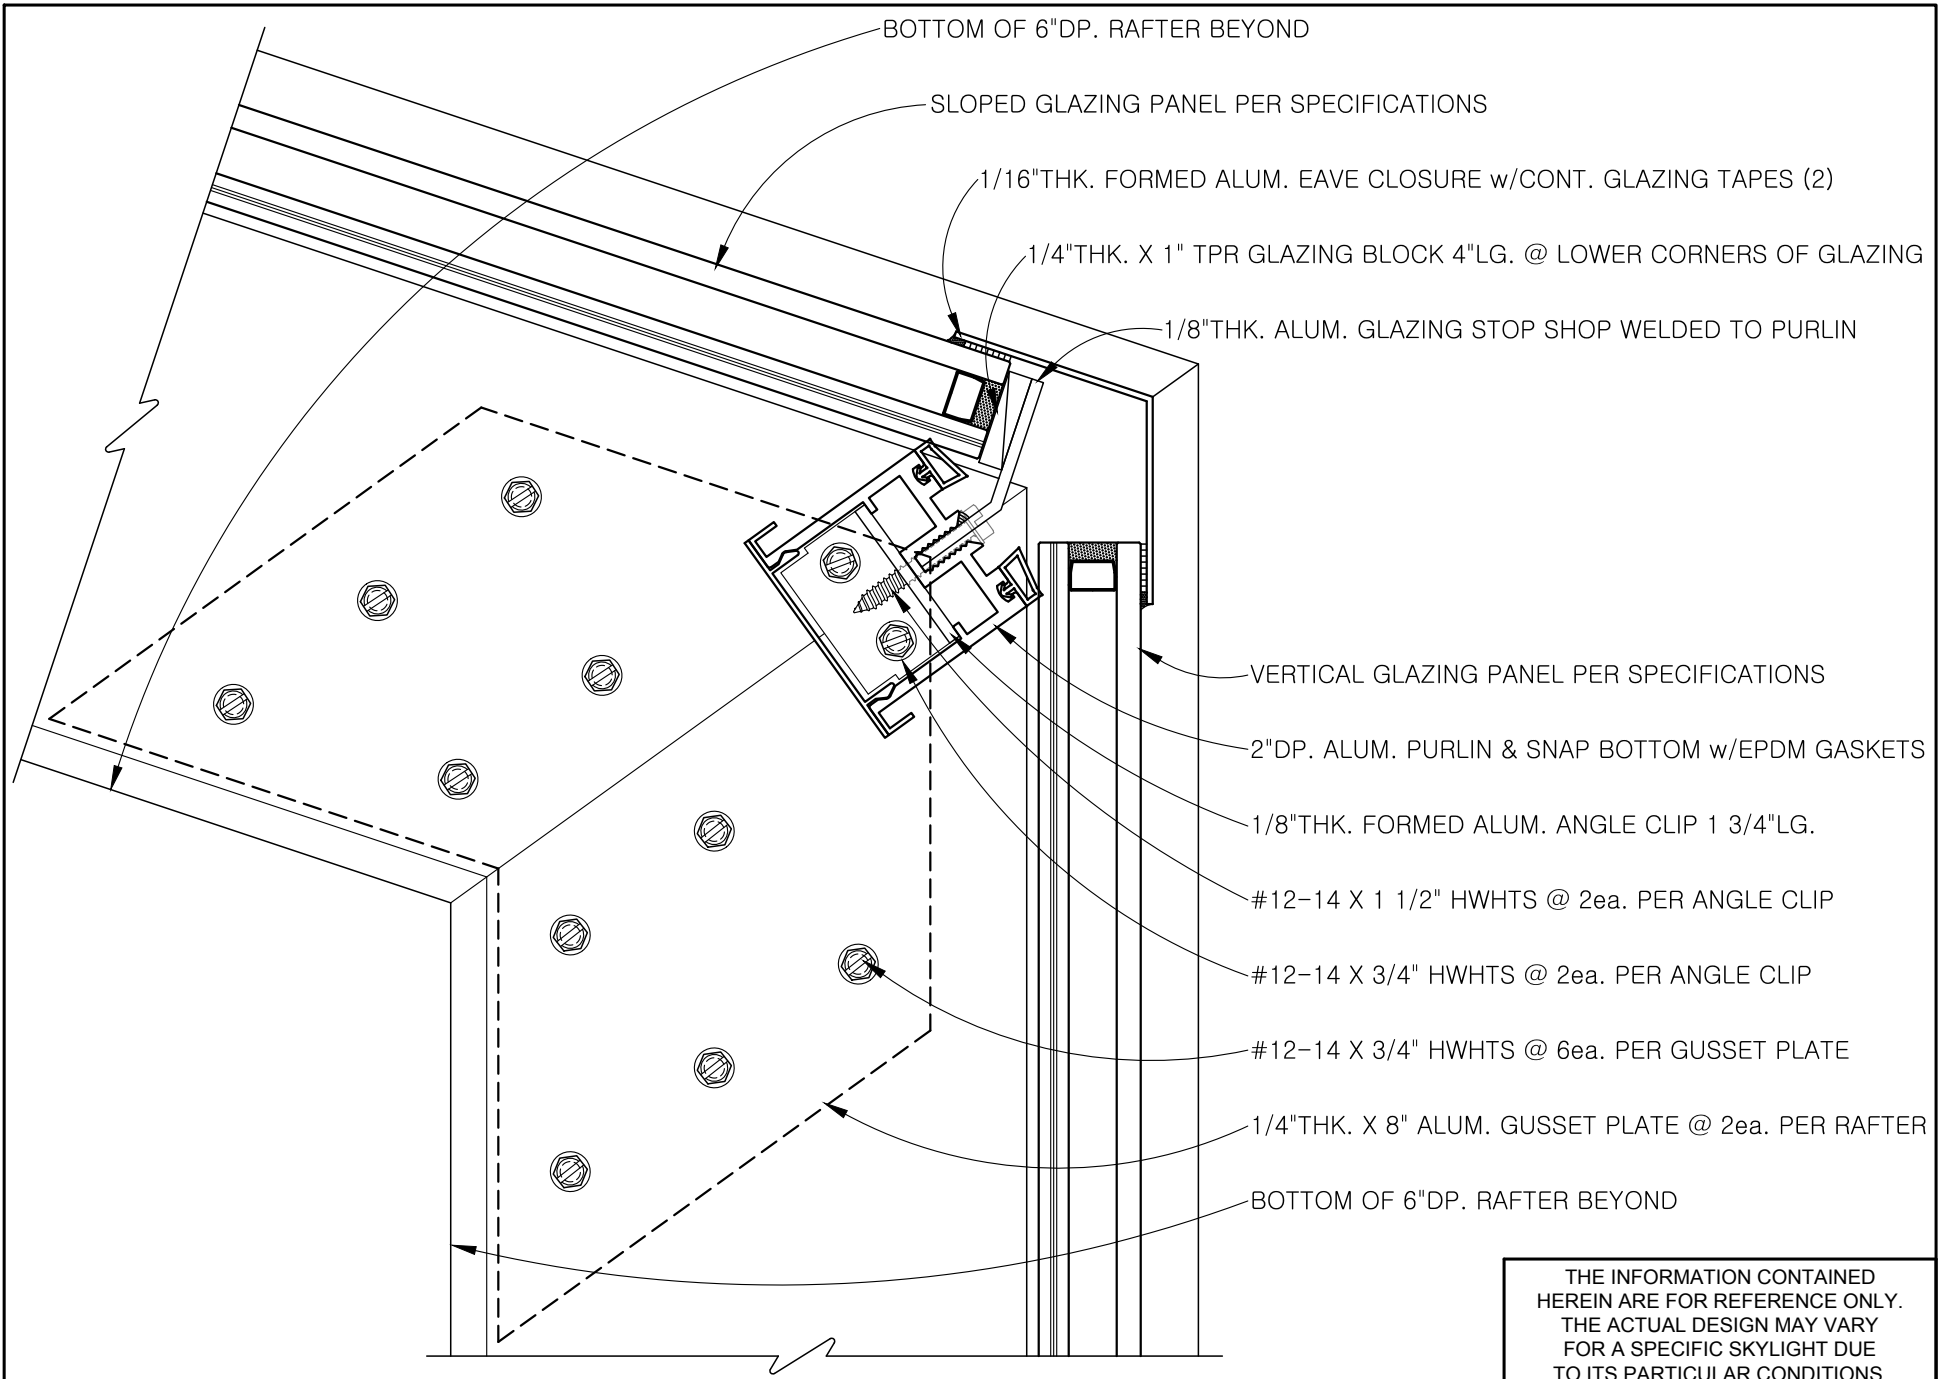 BOTTOM OF 6"DP. RAFTER BEYOND
SLOPED GLAZING PANEL PER SPECIFICATIONS
1/16"THK. FORMED ALUM. EAVE CLOSURE w/CONT. GLAZING TAPES (2)
1/4"THK. X 1" TPR GLAZING BLOCK 4"LG. @ LOWER CORNERS OF GLAZING
1/8"THK. ALUM. GLAZING STOP SHOP WELDED TO PURLIN
VERTICAL GLAZING PANEL PER SPECIFICATIONS
2"DP. ALUM. PURLIN & SNAP BOTTOM w/EPDM GASKETS
1/8"THK. FORMED ALUM. ANGLE CLIP 1 3/4"LG.
#12-14 X 1 1/2" HWHTS @ 2ea. PER ANGLE CLIP
#12-14 X 3/4" HWHTS @ 2ea. PER ANGLE CLIP
#12-14 X 3/4" HWHTS @ 6ea. PER GUSSET PLATE
1/4"THK. X 8" ALUM. GUSSET PLATE @ 2ea. PER RAFTER
BOTTOM OF 6"DP. RAFTER BEYOND
THE INFORMATION CONTAINED
HEREIN ARE FOR REFERENCE ONLY.
THE ACTUAL DESIGN MAY VARY
FOR A SPECIFIC SKYLIGHT DUE
TO ITS PARTICULAR CONDITIONS